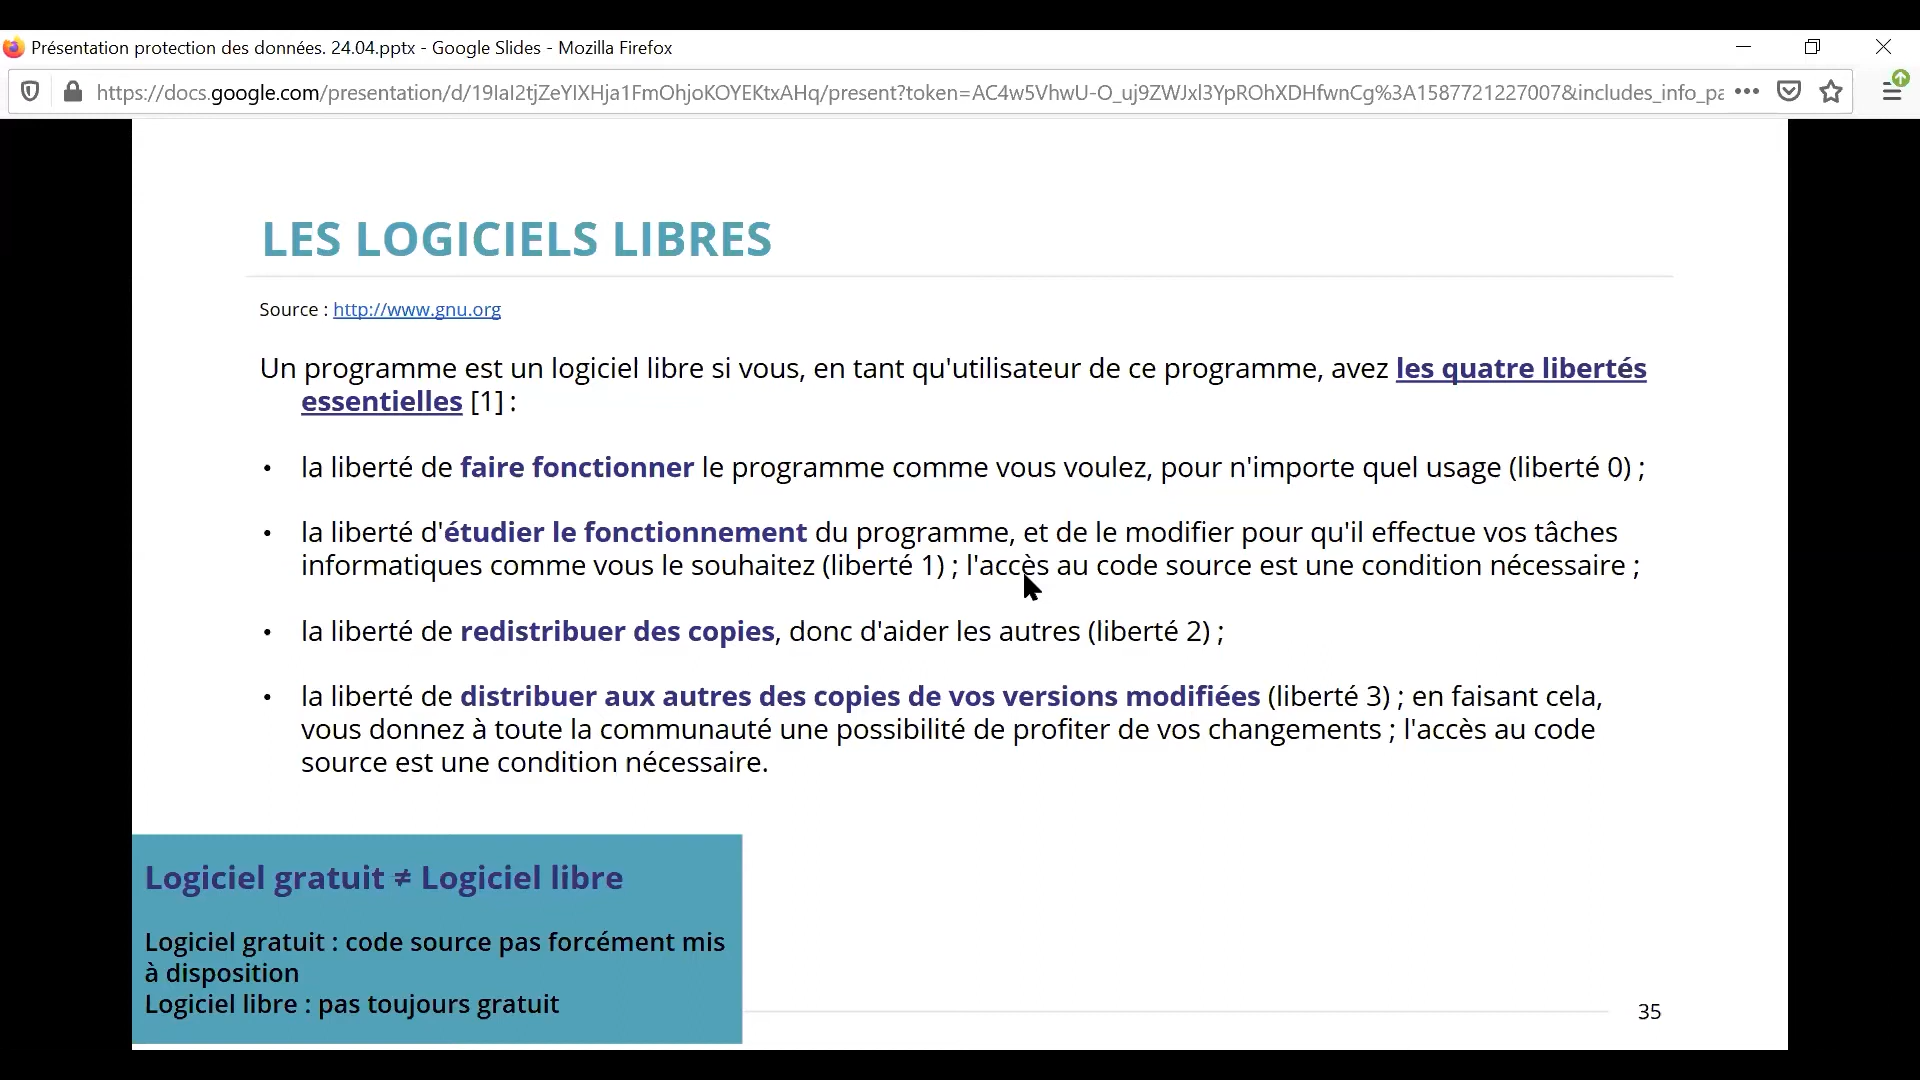 Présentation protection des données. 24.04.pptx - Google Slides - Mozilla Firefox
https://docs.google.com/presentation/d/19IaI2tjZeYIXHja1FmOhjoKOYEKtxAHq/present?token=AC4w5VhwU-O_uj9ZWJxl3YpROhXDHfwnCg%3A1587721227007&includes_info_pa
LES LOGICIELS LIBRES
Source : http://www.gnu.org
Un programme est un logiciel libre si vous, en tant qu'utilisateur de ce programme, avez les quatre libertés
essentielles [1] :
• la liberté de faire fonctionner le programme comme vous voulez, pour n'importe quel usage (liberté 0) ;
• la liberté d'étudier le fonctionnement du programme, et de le modifier pour qu'il effectue vos tâches
informatiques comme vous le souhaitez (liberté 1) ; l'accès au code source est une condition nécessaire ;
• la liberté de redistribuer des copies, donc d'aider les autres (liberté 2) ;
• la liberté de distribuer aux autres des copies de vos versions modifiées (liberté 3) ; en faisant cela,
vous donnez à toute la communauté une possibilité de profiter de vos changements ; l'accès au code
source est une condition nécessaire.
Logiciel gratuit ≠ Logiciel libre
Logiciel gratuit : code source pas forcément mis
à disposition
Logiciel libre : pas toujours gratuit
35